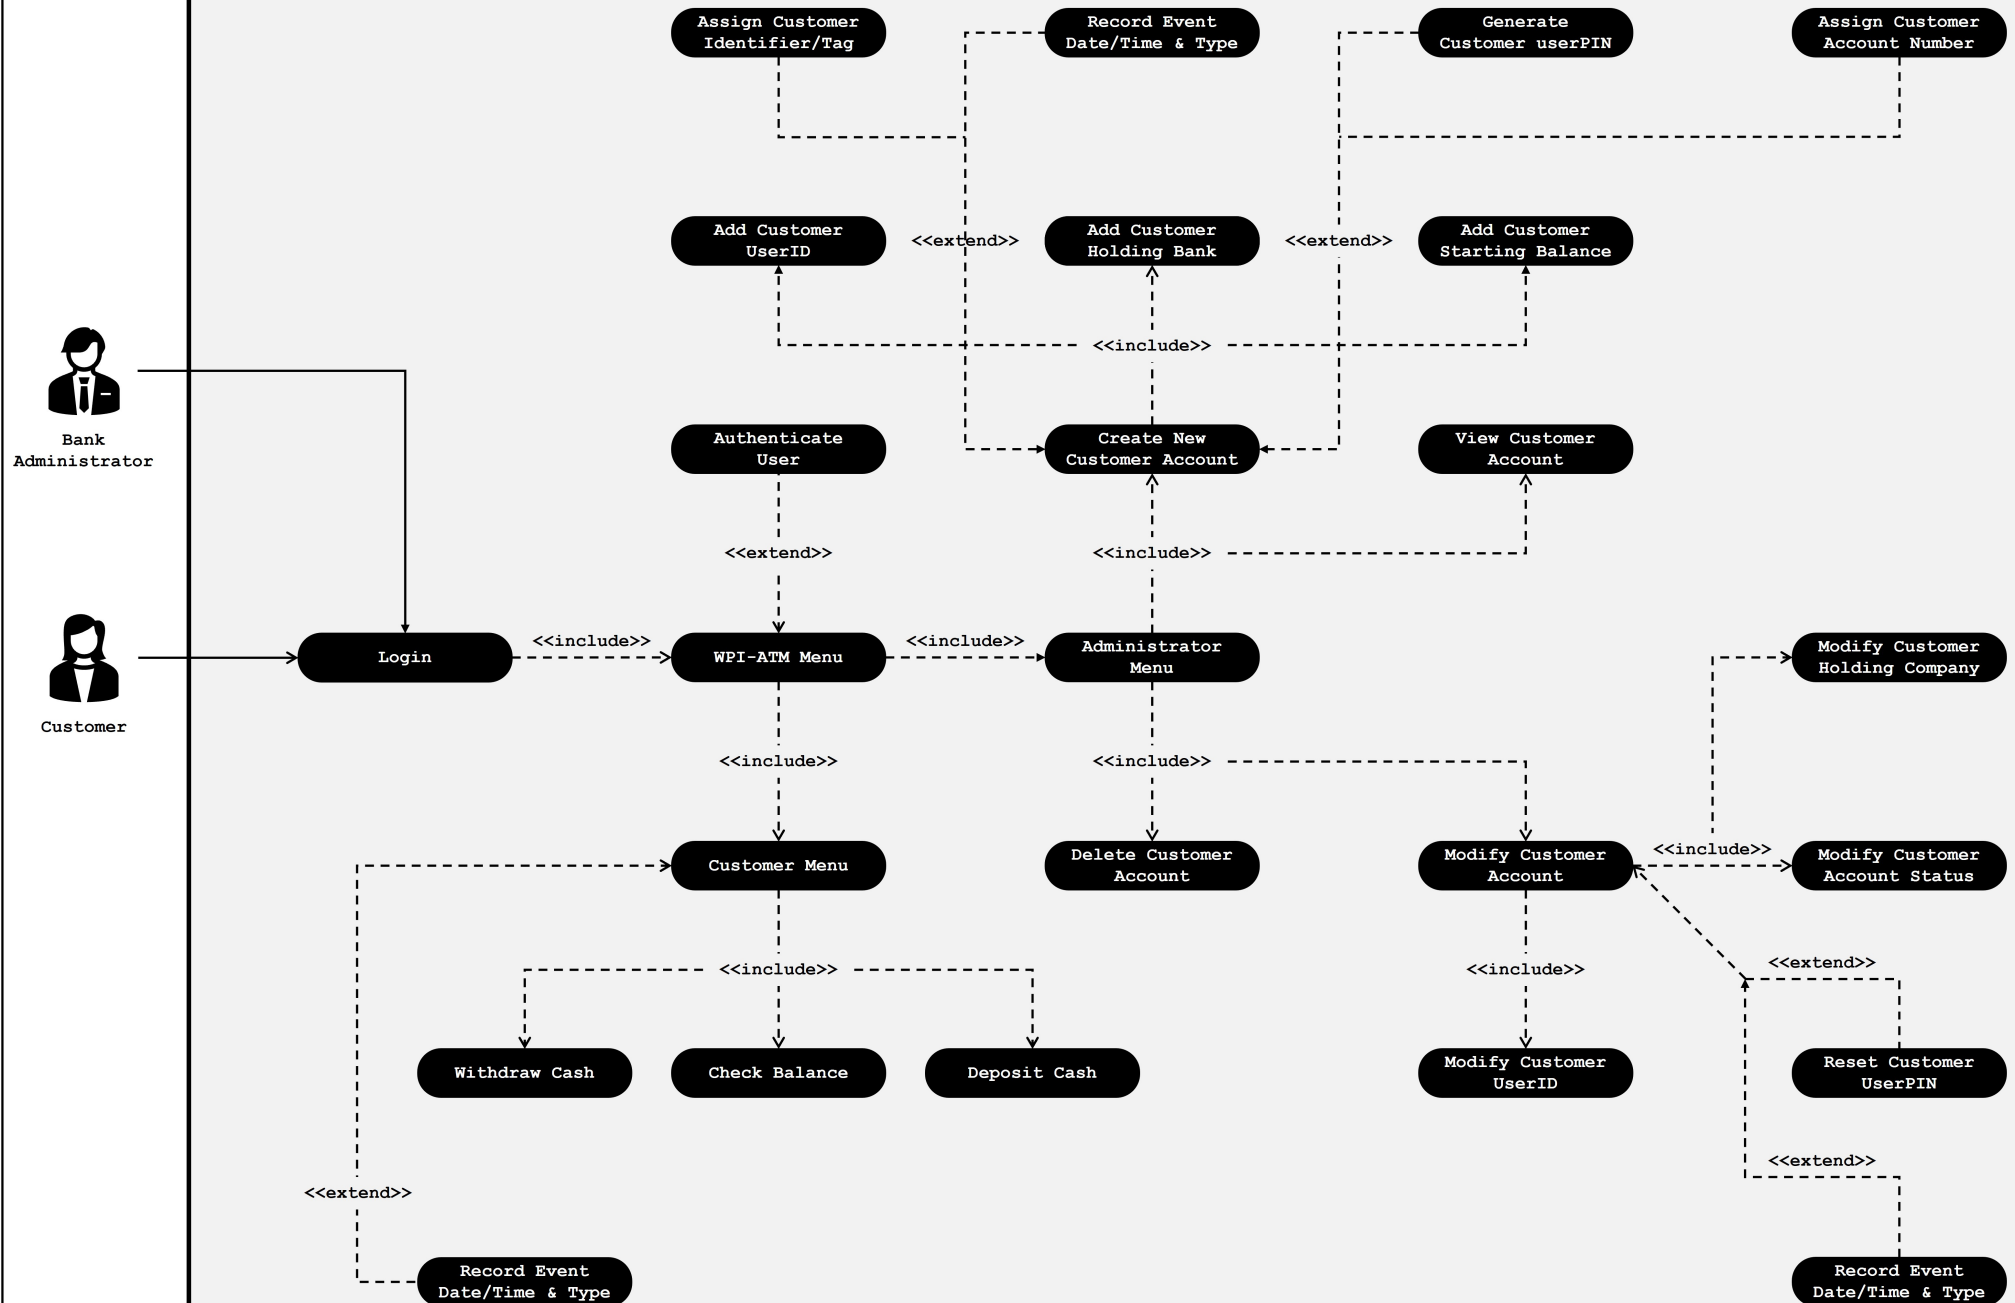 Assign Customer
Identifier/Tag
Record Event
Date/Time & Type
Generate
Customer userPIN
Assign Customer
Account Number
Add Customer
UserID
<<extend>>
Add Customer
Holding Bank
<<extend>>
Add Customer
Starting Balance
<<include>>
Bank
Administrator
Authenticate
User
Create New
Customer Account
View Customer
Account
<<extend>>
<<include>>
Customer
Login
<<include>>
WPI-ATM Menu
<<include>>
Administrator
Menu
Modify Customer
Holding Company
<<include>>
<<include>>
Customer Menu
Delete Customer
Account
Modify Customer
Account
<<include>>
Modify Customer
Account Status
<<include>>
<<include>>
<<extend>>
Withdraw Cash
Check Balance
Deposit Cash
Modify Customer
UserID
Reset Customer
UserPIN
<<extend>>
<<extend>>
Record Event
Date/Time & Type
Record Event
Date/Time & Type